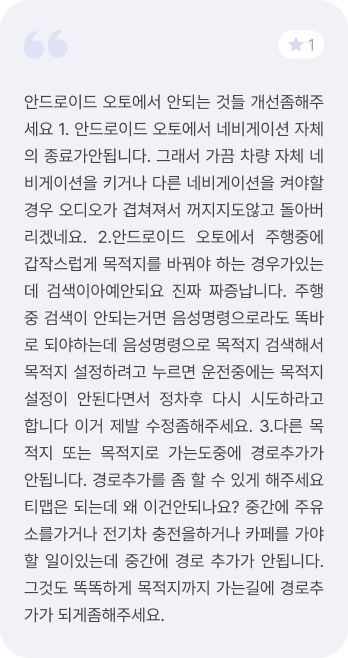 1
안드로이드 오토에서 안되는 것들 개선좀해주
세요 1. 안드로이드 오토에서 네비게이션 자체
의 종료가안됩니다. 그래서 가끔 차량 자체 네
비게이션을 키거나 다른 네비게이션을 켜야할
경우 오디오가 겹쳐져서 꺼지지도않고 돌아버
리겠네요. 2.안드로이드 오토에서 주행중에
갑작스럽게 목적지를 바꿔야 하는 경우가있는
데 검색이아예안되요 진짜 짜증납니다. 주행
중 검색이 안되는거면 음성명령으로라도 똑바
로 되야하는데 음성명령으로 목적지 검색해서
목적지 설정하려고 누르면 운전중에는 목적지
설정이 안된다면서 정차후 다시 시도하라고
합니다 이거 제발 수정좀해주세요. 3.다른 목
적지 또는 목적지로 가는도중에 경로추가가
안됩니다. 경로추가를 좀 할 수 있게 해주세요
티맵은 되는데 왜 이건안되나요? 중간에 주유
소를가거나 전기차 충전을하거나 카페를 가야
할 일이있는데 중간에 경로 추가가 안됩니다.
그것도 똑똑하게 목적지까지 가는길에 경로추
가가 되게좀해주세요.